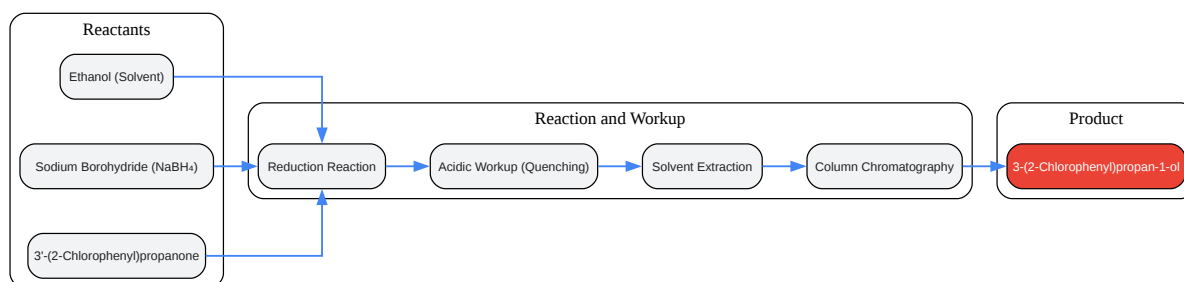 Reactants
Ethanol (Solvent)
Sodium Borohydride (NaBH₄)
3'-(2-Chlorophenyl)propanone
Reaction and Workup
Reduction Reaction
Acidic Workup (Quenching)
Solvent Extraction
Column Chromatography
Product
3-(2-Chlorophenyl)propan-1-ol